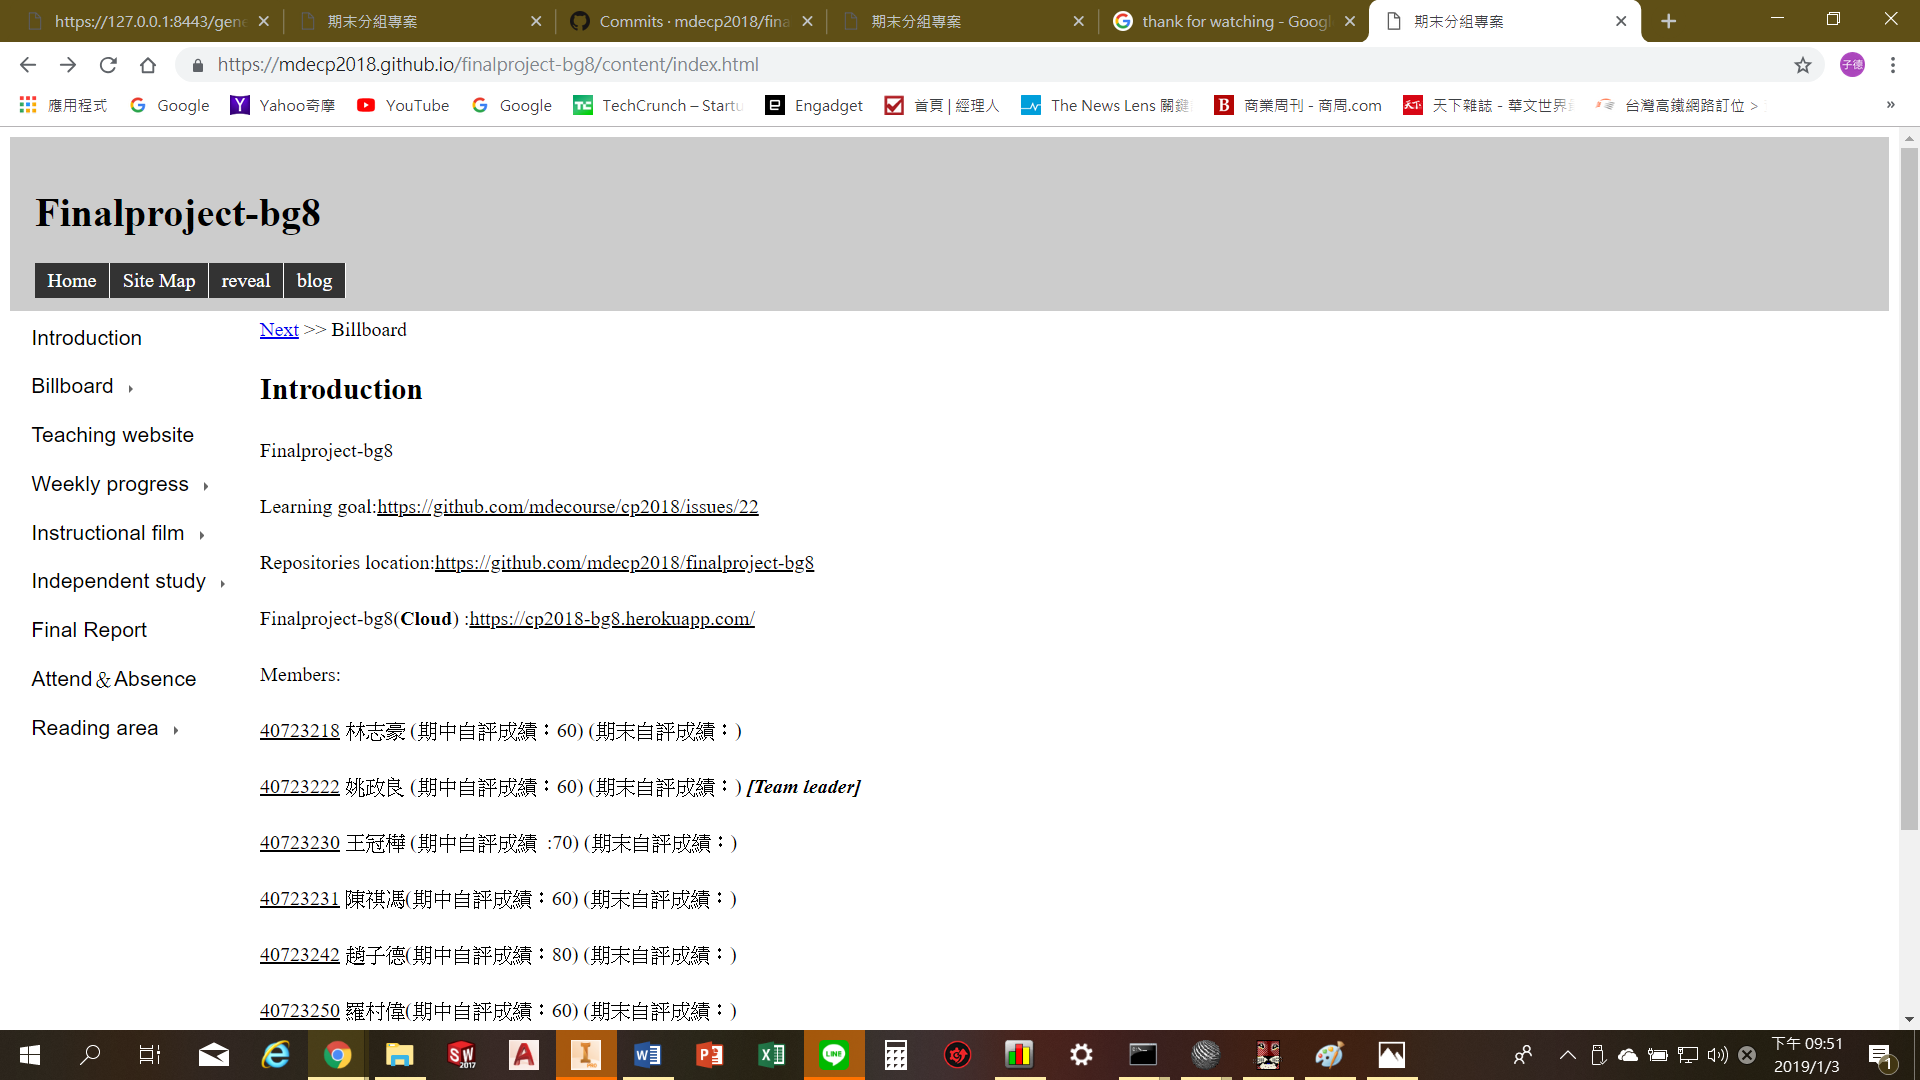 https://127.0.0.1:8443/gene
期末分組專案
Commits · mdecp2018/fina
期末分組專案
thank for watching - Googl
期末分組專案
https://mdecp2018.github.io/finalproject-bg8/content/index.html
子德
應用程式
Google
Yahoo奇摩
YouTube
Google
TechCrunch – Startu
Engadget
首頁 | 經理人
The News Lens 關鍵
商業周刊 - 商周.com
天下雜誌 - 華文世界
台灣高鐵網路訂位 >
»
Finalproject-bg8
Home
Site Map
reveal
blog
Introduction
Billboard
Teaching website
Weekly progress
Instructional film
Independent study
Final Report
Attend＆Absence
Reading area
Next >> Billboard
Introduction
Finalproject-bg8
Learning goal:https://github.com/mdecourse/cp2018/issues/22
Repositories location:https://github.com/mdecp2018/finalproject-bg8
Finalproject-bg8(Cloud) :https://cp2018-bg8.herokuapp.com/
Members:
40723218 林志豪 (期中自評成績：60) (期末自評成績：)
40723222 姚政良 (期中自評成績：60) (期末自評成績：) [Team leader]
40723230 王冠樺 (期中自評成績 :70) (期末自評成績：)
40723231 陳祺馮(期中自評成績：60) (期末自評成績：)
40723242 趙子德(期中自評成績：80) (期末自評成績：)
40723250 羅村偉(期中自評成績：60) (期末自評成績：)
下午 09:51
2019/1/3
1